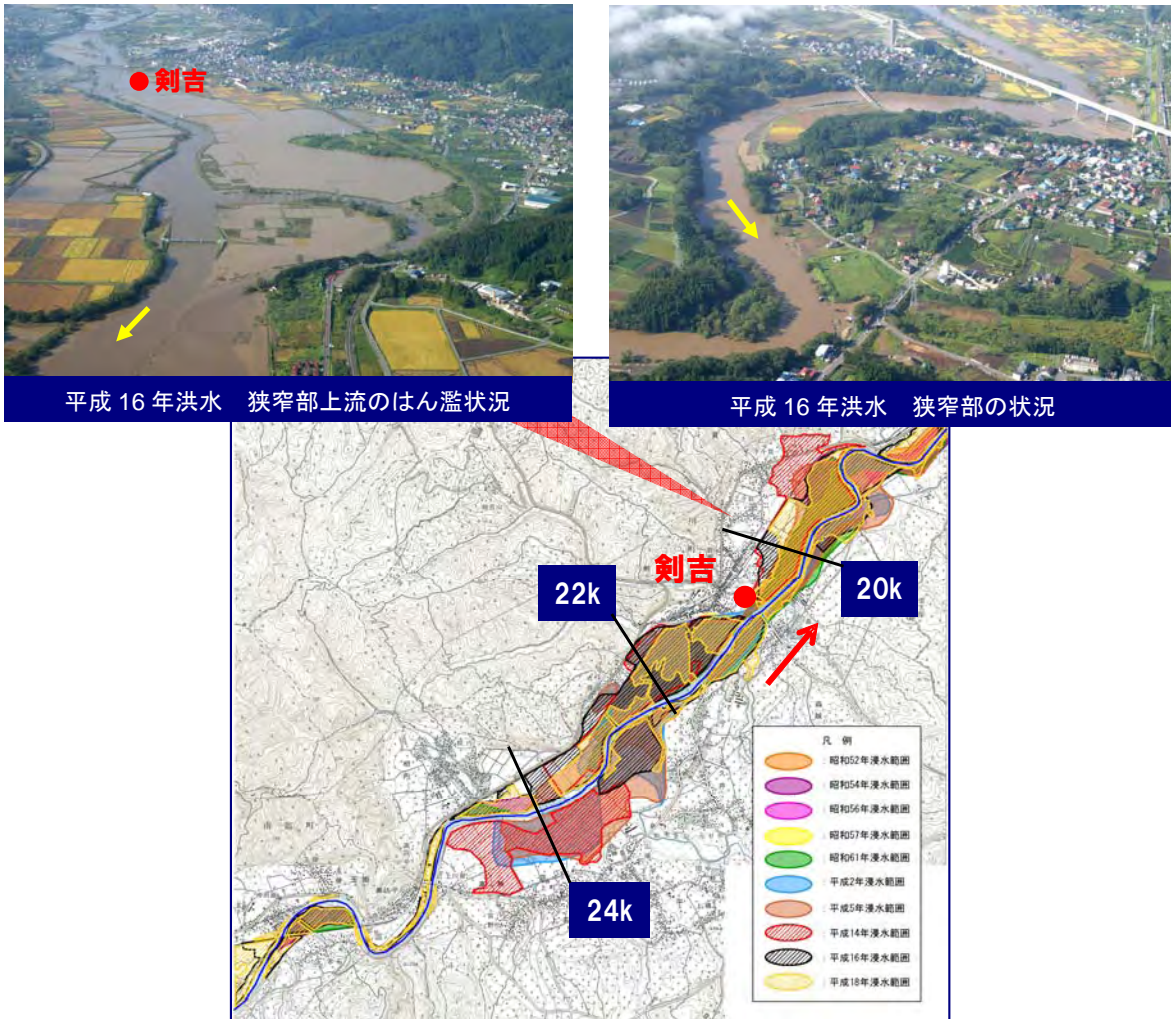 剣吉
平成 16 年洪水　狭窄部上流のはん濫状況
平成 16 年洪水　狭窄部の状況
剣吉
22k
20k
24k
凡 例
昭和52年浸水範囲
昭和54年浸水範囲
昭和56年浸水範囲
昭和57年浸水範囲
昭和61年浸水範囲
平成2年浸水範囲
平成5年浸水範囲
平成14年浸水範囲
平成16年浸水範囲
平成18年浸水範囲